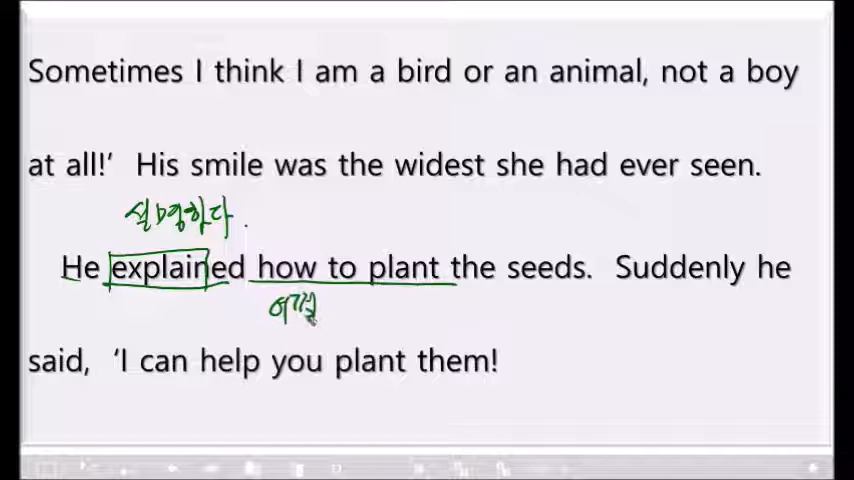 Sometimes I think I am a bird or an animal, not a boy
at all!’ His smile was the widest she had ever seen.
설명하다.
He explained how to plant the seeds. Suddenly he
said, ‘I can help you plant them!